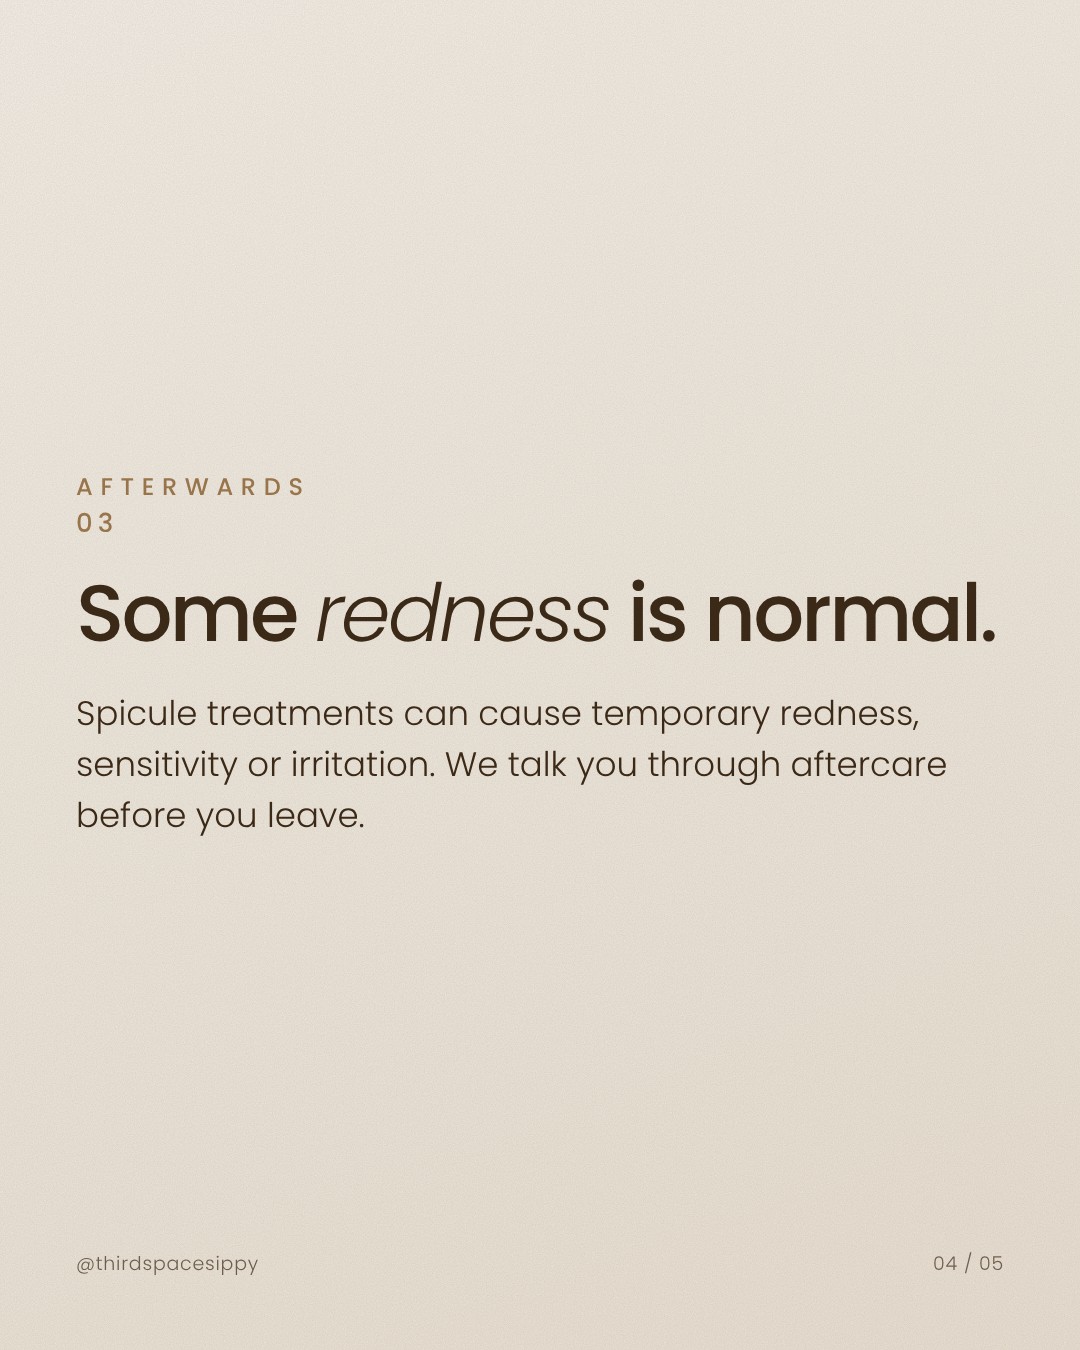 AFTERWARDS
03
Some redness is normal.
Spicule treatments can cause temporary redness,
sensitivity or irritation. We talk you through aftercare
before you leave.
@thirdspacesippy
04 / 05